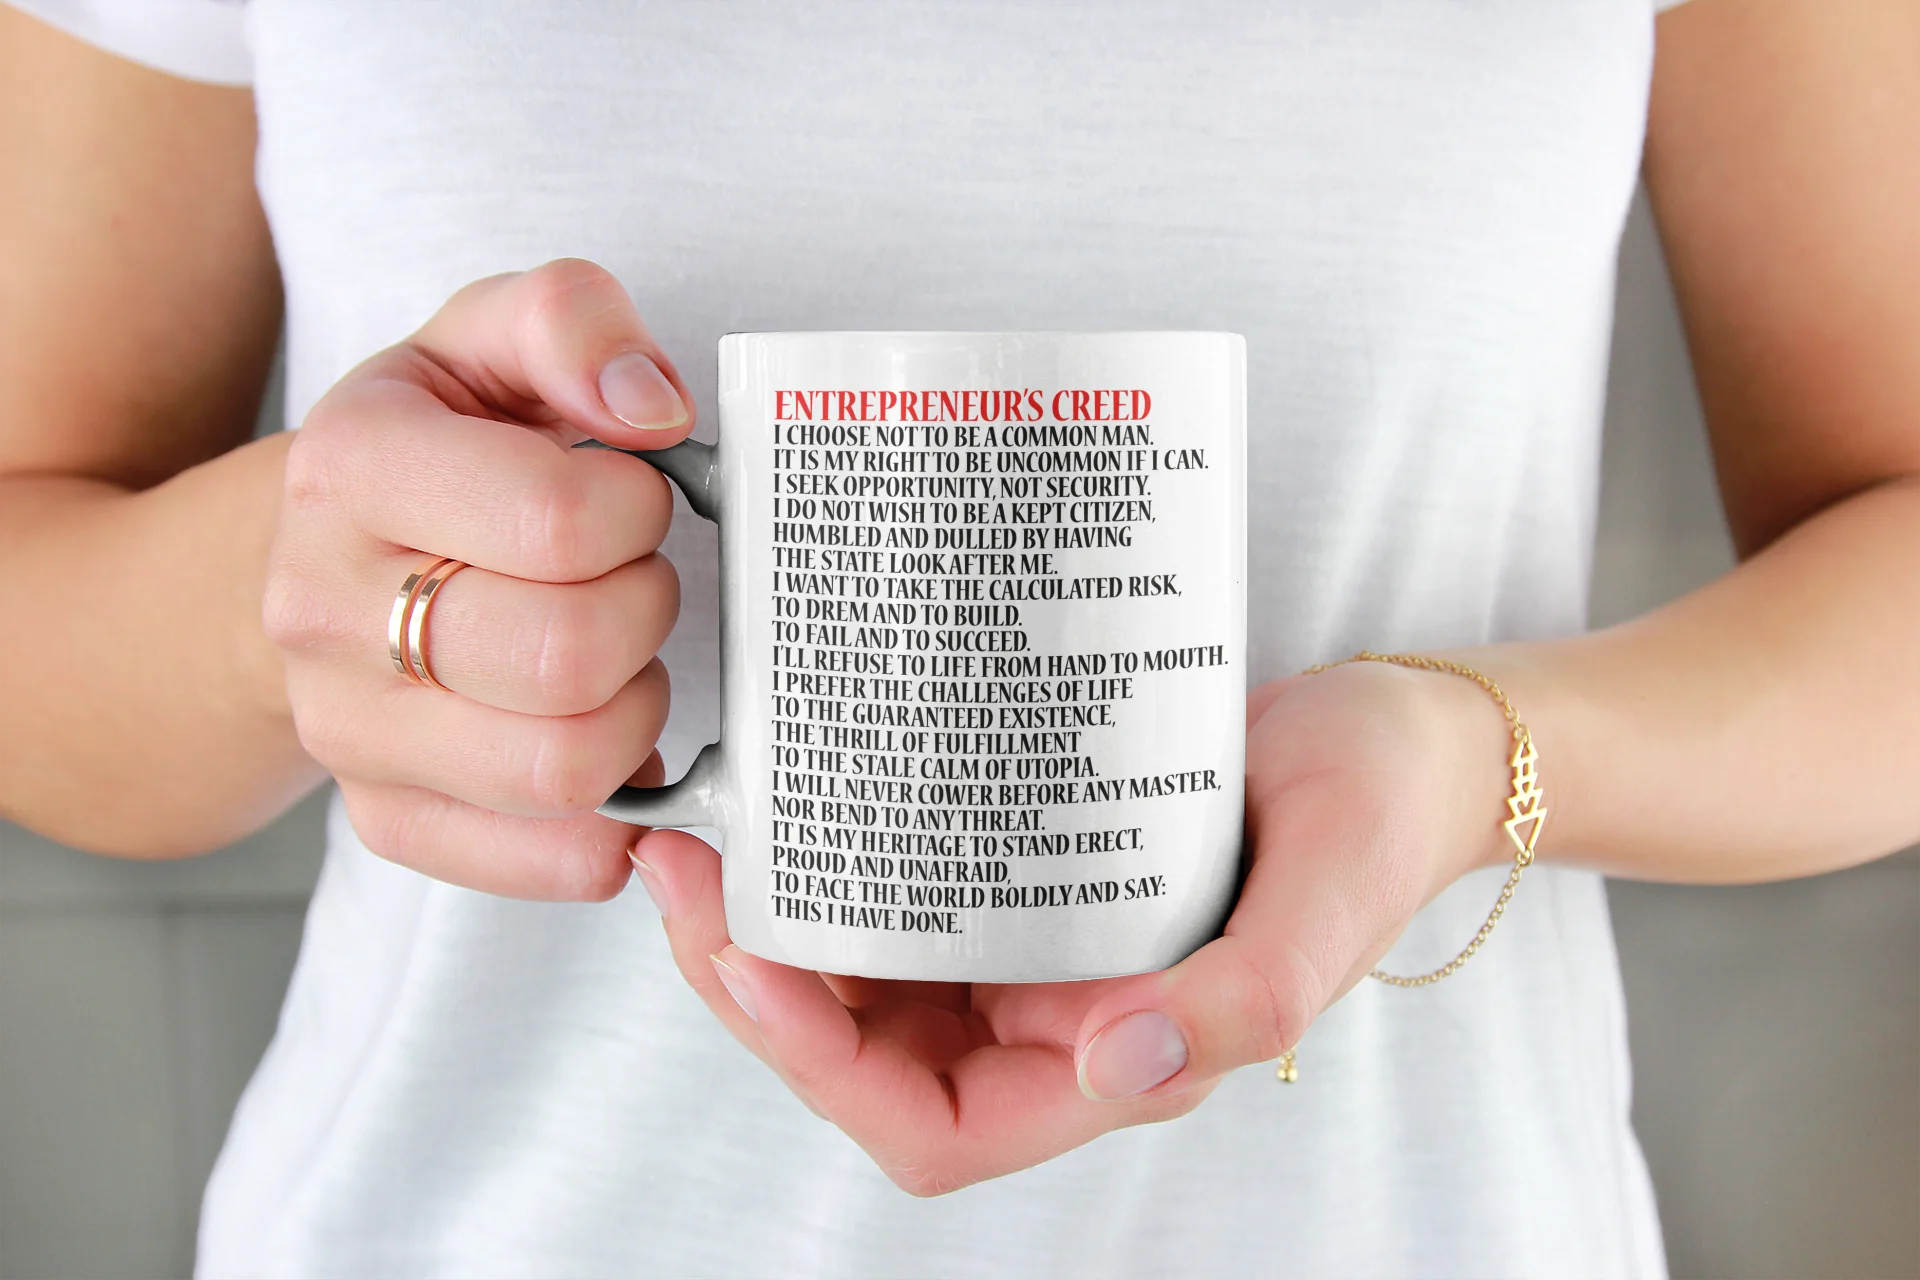 ENTREPRENEUR'S CREED
I CHOOSE NOT TO BE A COMMON MAN.
IT IS MY RIGHT TO BE UNCOMMON IF I CAN.
I SEEK OPPORTUNITY, NOT SECURITY.
I DO NOT WISH TO BE A KEPT CITIZEN,
HUMBLED AND DULLED BY HAVING
THE STATE LOOK AFTER ME.
I WANT TO TAKE THE CALCULATED RISK,
TO DREM AND TO BUILD.
TO FAIL AND TO SUCCEED.
I'LL REFUSE TO LIFE FROM HAND TO MOUTH.
I PREFER THE CHALLENGES OF LIFE
TO THE GUARANTEED EXISTENCE,
THE THRILL OF FULFILLMENT
TO THE STALE CALM OF UTOPIA.
I WILL NEVER COWER BEFORE ANY MASTER,
NOR BEND TO ANY THREAT.
IT IS MY HERITAGE TO STAND ERECT,
PROUD AND UNAFRAID,
TO FACE THE WORLD BOLDLY AND SAY:
THIS I HAVE DONE.